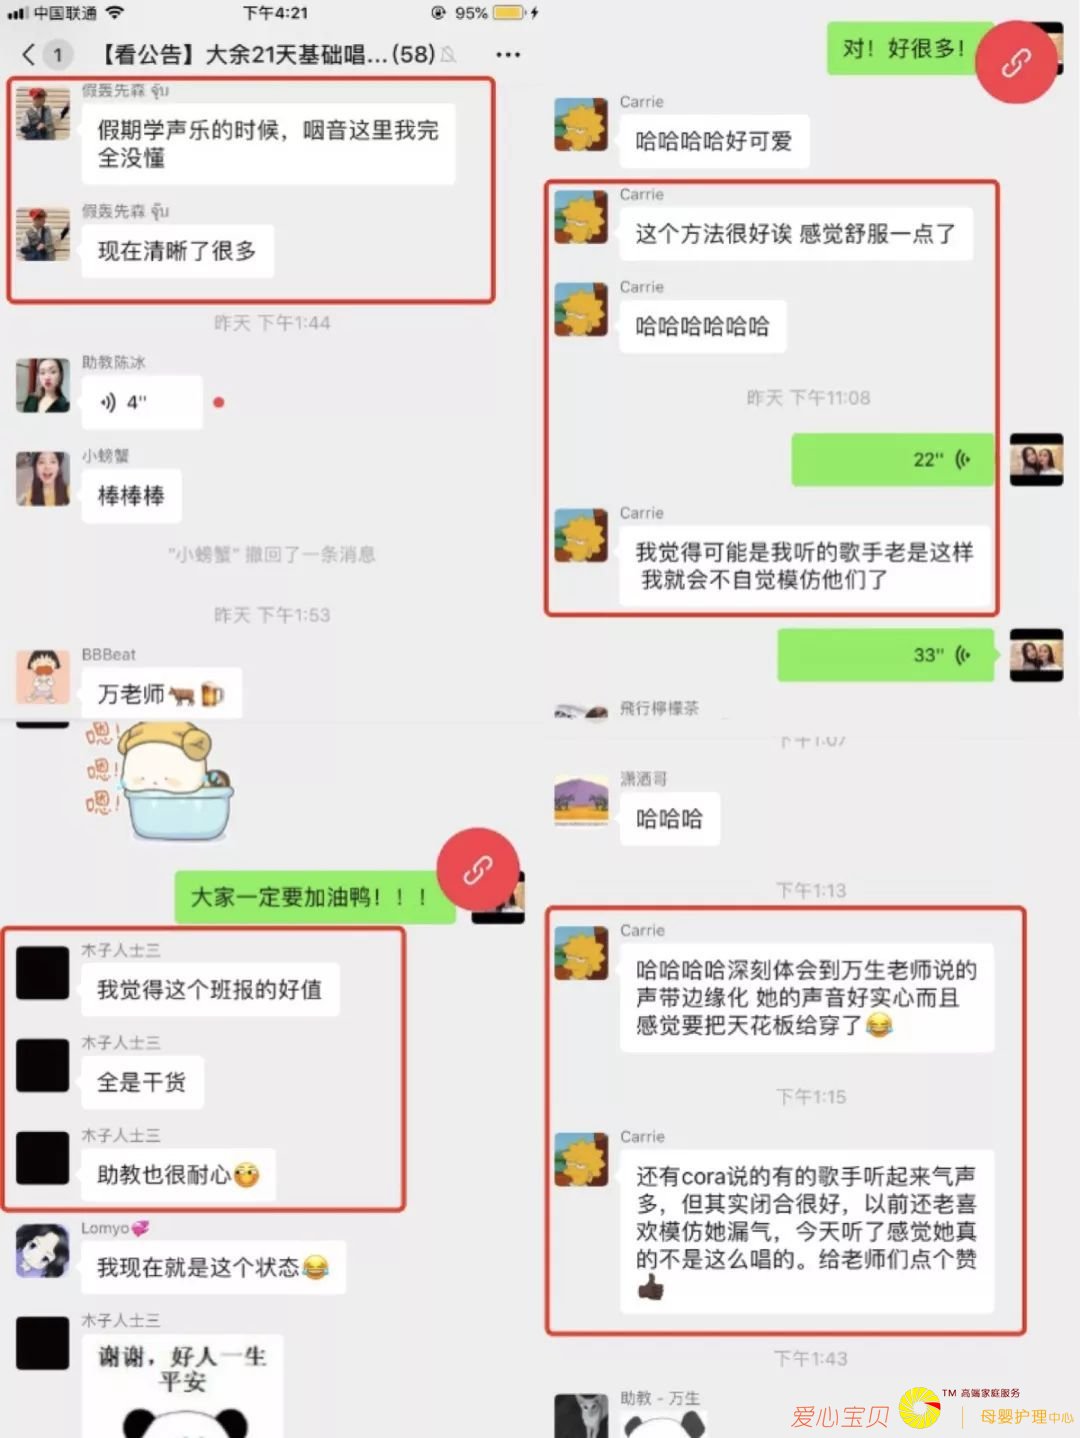 中国联通
下午4:21
95%
1
【看公告】大余21天基础唱...(58)
假轰先森 จุ๊บ
假期学声乐的时候，咽音这里我完
全没懂
假轰先森 จุ๊บ
现在清晰了很多
昨天 下午1:44
助教陈冰
4"
小螃蟹
棒棒棒
"小螃蟹" 撤回了一条消息
昨天 下午1:53
BBBeat
万老师🐂🍺
嗯!
嗯!
嗯!
大家一定要加油鸭！！！
木子人士三
我觉得这个班报的好值
木子人士三
全是干货
木子人士三
助教也很耐心
Lomyo💞
我现在就是这个状态😂
木子人士三
谢谢，好人一生
平安
对！好很多！
Carrie
哈哈哈哈好可爱
Carrie
这个方法很好诶 感觉舒服一点了
Carrie
哈哈哈哈哈哈
昨天 下午11:08
22"
Carrie
我觉得可能是我听的歌手老是这样
我就会不自觉模仿他们了
33"
飛行檸檬茶
下午1:07
潇洒哥
哈哈哈
下午1:13
Carrie
哈哈哈哈深刻体会到万生老师说的
声带边缘化 她的声音好实心而且
感觉要把天花板给穿了😂
下午1:15
Carrie
还有cora说的有的歌手听起来气声
多，但其实闭合很好，以前还老喜
欢模仿她漏气，今天听了感觉她真
的不是这么唱的。给老师们点个赞
👍🏿
下午1:43
助教 - 万生
爱心宝贝
TM 高端家庭服务
母婴护理中心